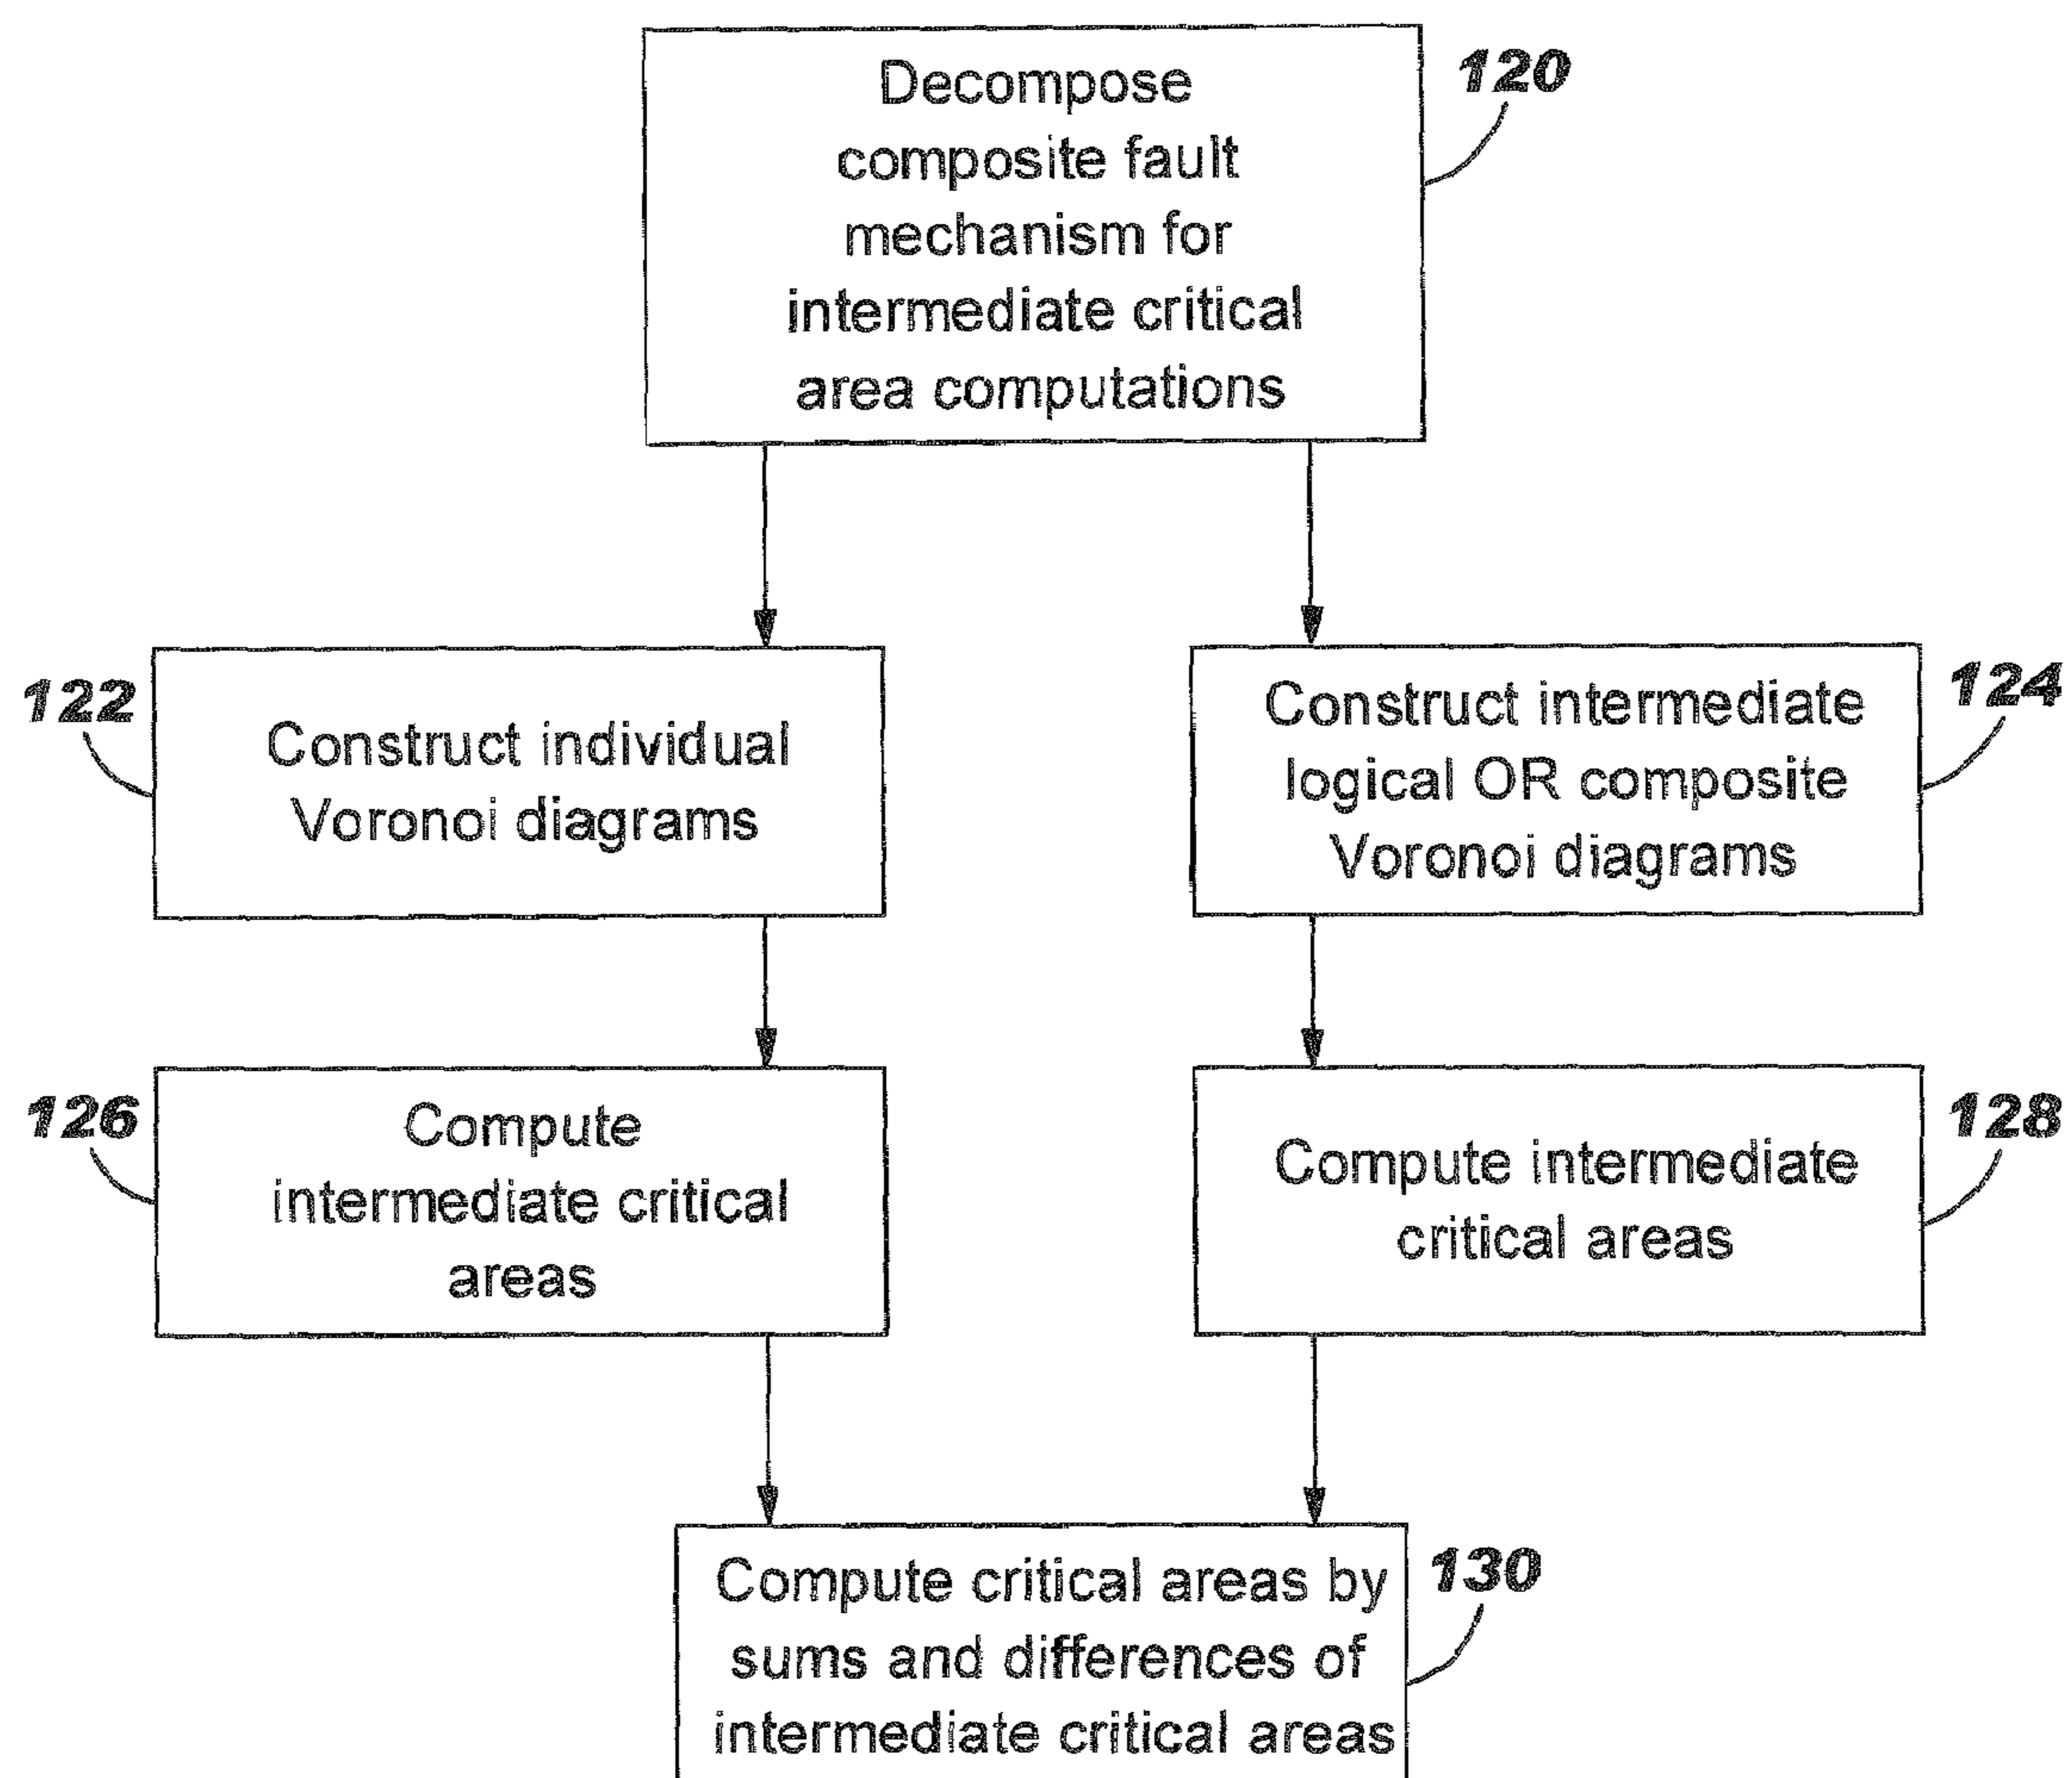 Decompose
composite fault
mechanism for
intermediate critical
area computations
120
122
Construct individual
Voronoi diagrams
Construct intermediate
logical OR composite
Voronoi diagrams
124
126
Compute
intermediate critical
areas
Compute intermediate
critical areas
128
Compute critical areas by
sums and differences of
intermediate critical areas
130